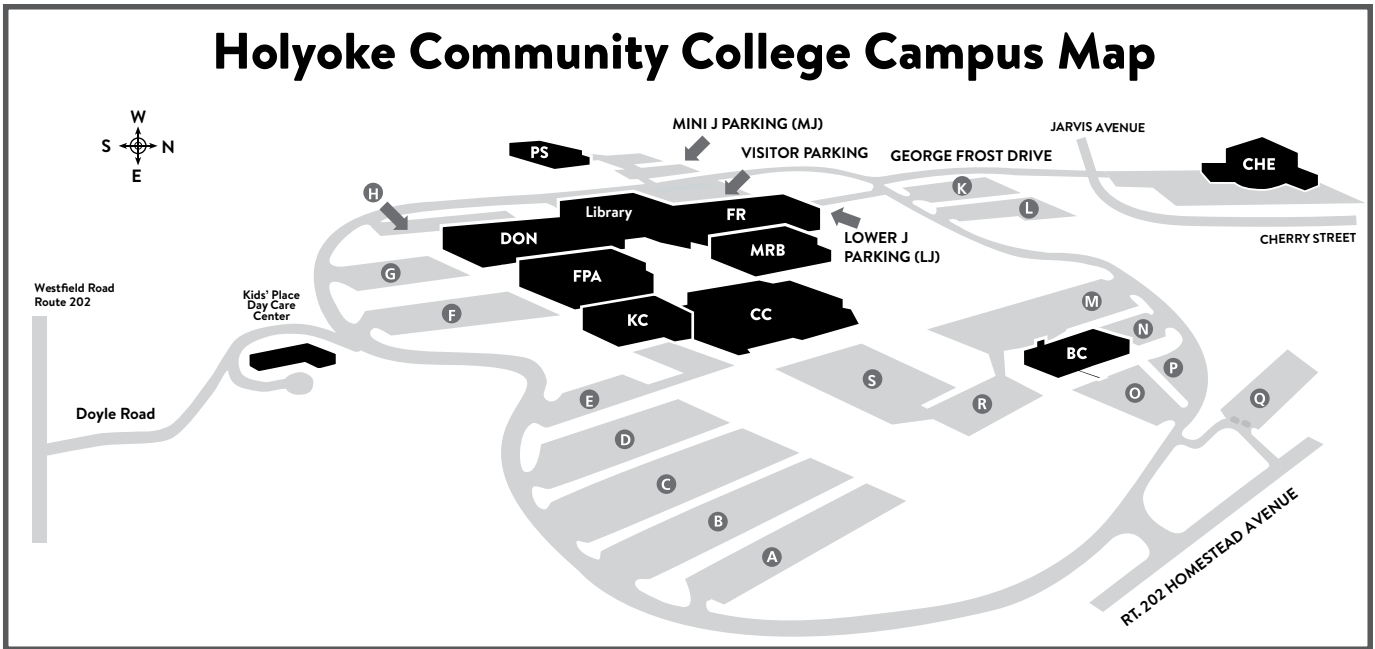 Holyoke Community College Campus Map
W
S
N
E
MINI J PARKING (MJ)
VISITOR PARKING
GEORGE FROST DRIVE
JARVIS AVENUE
PS
CHE
K
L
H
Library
FR
DON
MRB
LOWER J
PARKING (LJ)
CHERRY STREET
G
FPA
Westfield Road
Route 202
Kids' Place
Day Care
Center
F
KC
CC
M
N
BC
P
S
R
O
Q
E
Doyle Road
D
C
B
A
RT. 202 HOMESTEAD AVENUE